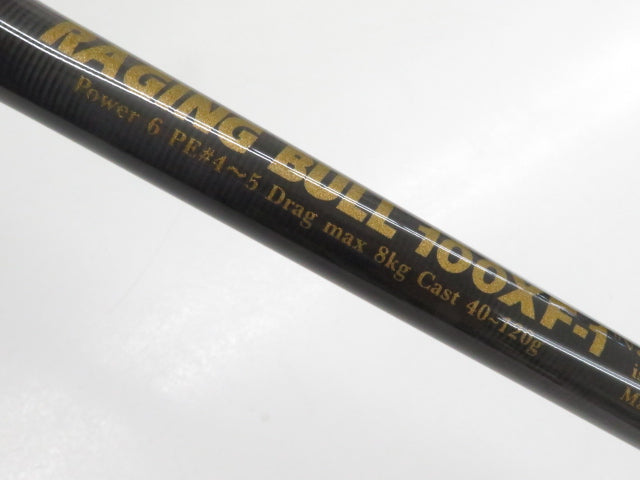 RAGING BULL 100XF-1
Power 6 PE#4～5 Drag max 8kg Cast 40~120g